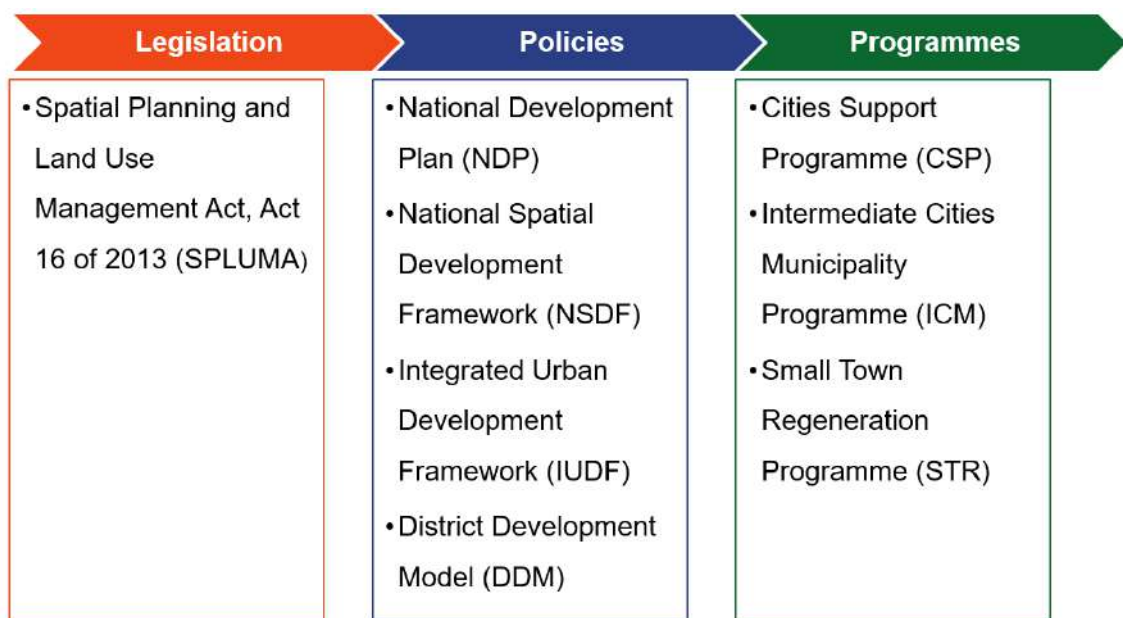 Legislation
Policies
Programmes
•Spatial Planning and
Land Use
Management Act, Act
16 of 2013 (SPLUMA)
•National Development
Plan (NDP)
•National Spatial
Development
Framework (NSDF)
•Integrated Urban
Development
Framework (IUDF)
•District Development
Model (DDM)
•Cities Support
Programme (CSP)
•Intermediate Cities
Municipality
Programme (ICM)
•Small Town
Regeneration
Programme (STR)